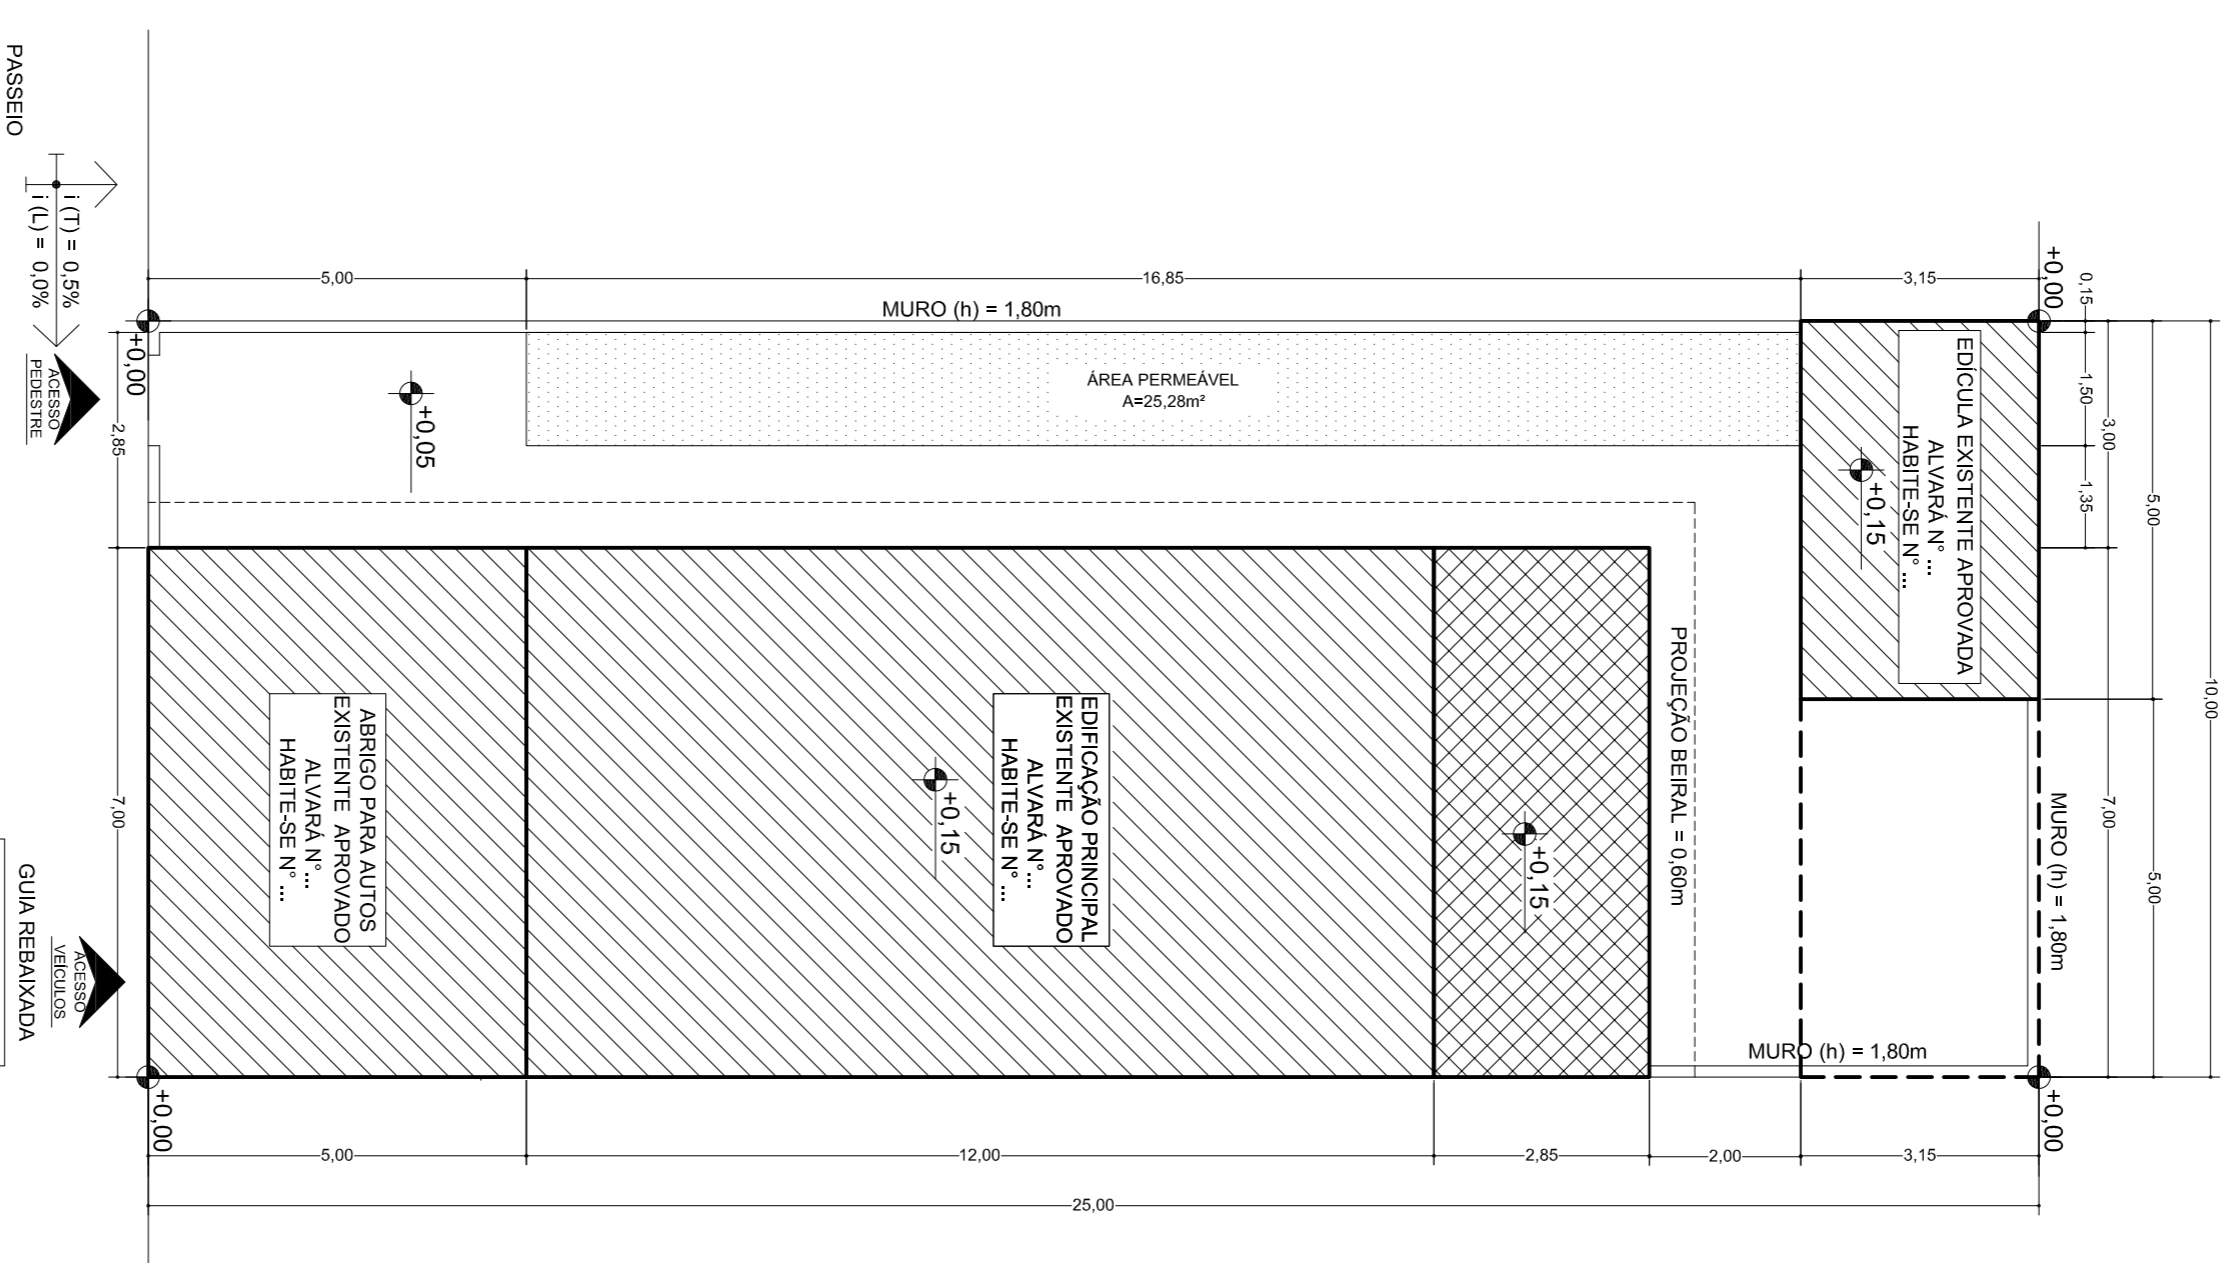 PASSEIO
i (T) = 0,5%
i (L) = 0,0%
ACESSO
PEDESTRE
2,85
7,00
GUIA REBAIXADA
ACESSO
VEÍCULOS
5,00
16,85
3,15
MURO (h) = 1,80m
+0,00
+0,00
0,15
1,50
1,35
3,00
7,00
5,00
5,00
10,00
+0,05
ÁREA PERMEÁVEL
A=25,28m²
EDÍCULA EXISTENTE APROVADA
ALVARÁ N° ...
HABITE-SE N° ...
+0,15
ABRIGO PARA AUTOS
EXISTENTE APROVADO
ALVARÁ N° ...
HABITE-SE N° ...
EDIFICAÇÃO PRINCIPAL
EXISTENTE APROVADO
ALVARÁ N° ...
HABITE-SE N° ...
+0,15
+0,15
PROJEÇÃO BEIRAL = 0,60m
MURO (h) = 1,80m
MURO (h) = 1,80m
+0,00
+0,00
5,00
12,00
2,85
2,00
3,15
25,00